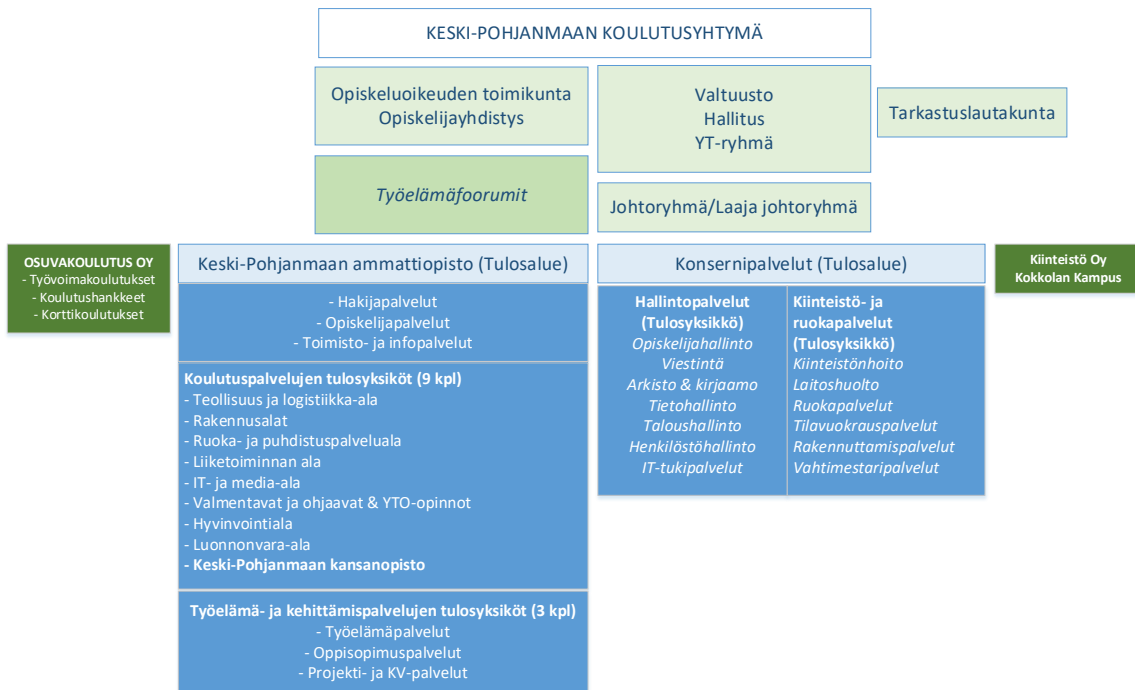 KESKI-POHJANMAAN KOULUTUSYHTYMÄ
Opiskeluoikeuden toimikunta
Opiskelijayhdistys
Valtuusto
Hallitus
YT-ryhmä
Tarkastuslautakunta
Työelämäfoorumit
Johtoryhmä/Laaja johtoryhmä
OSUVAKOULUTUS OY
- Työvoimakoulutukset
- Koulutushankkeet
- Korttikoulutukset
Keski-Pohjanmaan ammattiopisto (Tulosalue)
- Hakijapalvelut
- Opiskelijapalvelut
- Toimisto- ja infopalvelut
Koulutuspalvelujen tulosyksiköt (9 kpl)
- Teollisuus ja logistiikka-ala
- Rakennusalat
- Ruoka- ja puhdistuspalveluala
- Liiketoiminnan ala
- IT- ja media-ala
- Valmentavat ja ohjaavat & YTO-opinnot
- Hyvinvointiala
- Luonnonvara-ala
- Keski-Pohjanmaan kansanopisto
Työelämä- ja kehittämispalvelujen tulosyksiköt (3 kpl)
- Työelämäpalvelut
- Oppisopimuspalvelut
- Projekti- ja KV-palvelut
Konsernipalvelut (Tulosalue)
Hallintopalvelut
(Tulosyksikkö)
Opiskelijahallinto
Viestintä
Arkisto & kirjaamo
Tietohallinto
Taloushallinto
Henkilöstöhallinto
IT-tukipalvelut
Kiinteistö- ja
ruokapalvelut
(Tulosyksikkö)
Kiinteistönhoito
Laitoshuolto
Ruokapalvelut
Tilavuokrauspalvelut
Rakennuttamispalvelut
Vahtimestaripalvelut
Kiinteistö Oy
Kokkolan Kampus